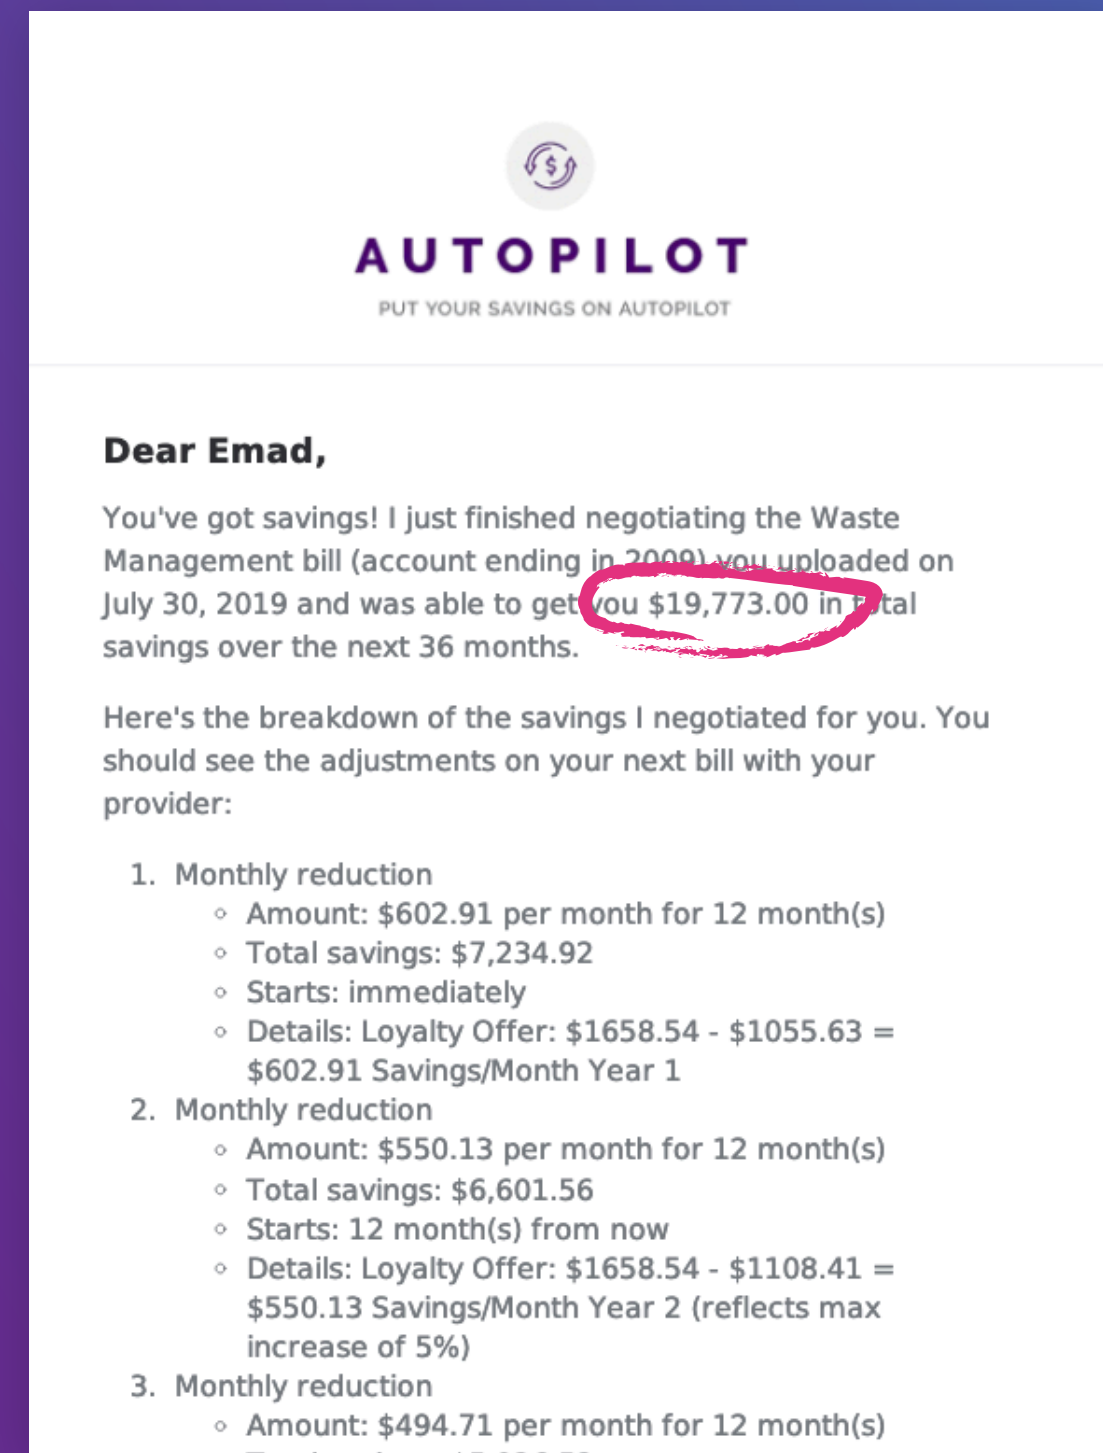 AUTOPILOT
PUT YOUR SAVINGS ON AUTOPILOT
Dear Emad,
You've got savings! I just finished negotiating the Waste
Management bill (account ending in 2009) you uploaded on
July 30, 2019 and was able to get you $19,773.00 in total
savings over the next 36 months.
Here's the breakdown of the savings I negotiated for you. You
should see the adjustments on your next bill with your
provider:
1. Monthly reduction
◦ Amount: $602.91 per month for 12 month(s)
◦ Total savings: $7,234.92
◦ Starts: immediately
◦ Details: Loyalty Offer: $1658.54 - $1055.63 =
$602.91 Savings/Month Year 1
2. Monthly reduction
◦ Amount: $550.13 per month for 12 month(s)
◦ Total savings: $6,601.56
◦ Starts: 12 month(s) from now
◦ Details: Loyalty Offer: $1658.54 - $1108.41 =
$550.13 Savings/Month Year 2 (reflects max
increase of 5%)
3. Monthly reduction
◦ Amount: $494.71 per month for 12 month(s)